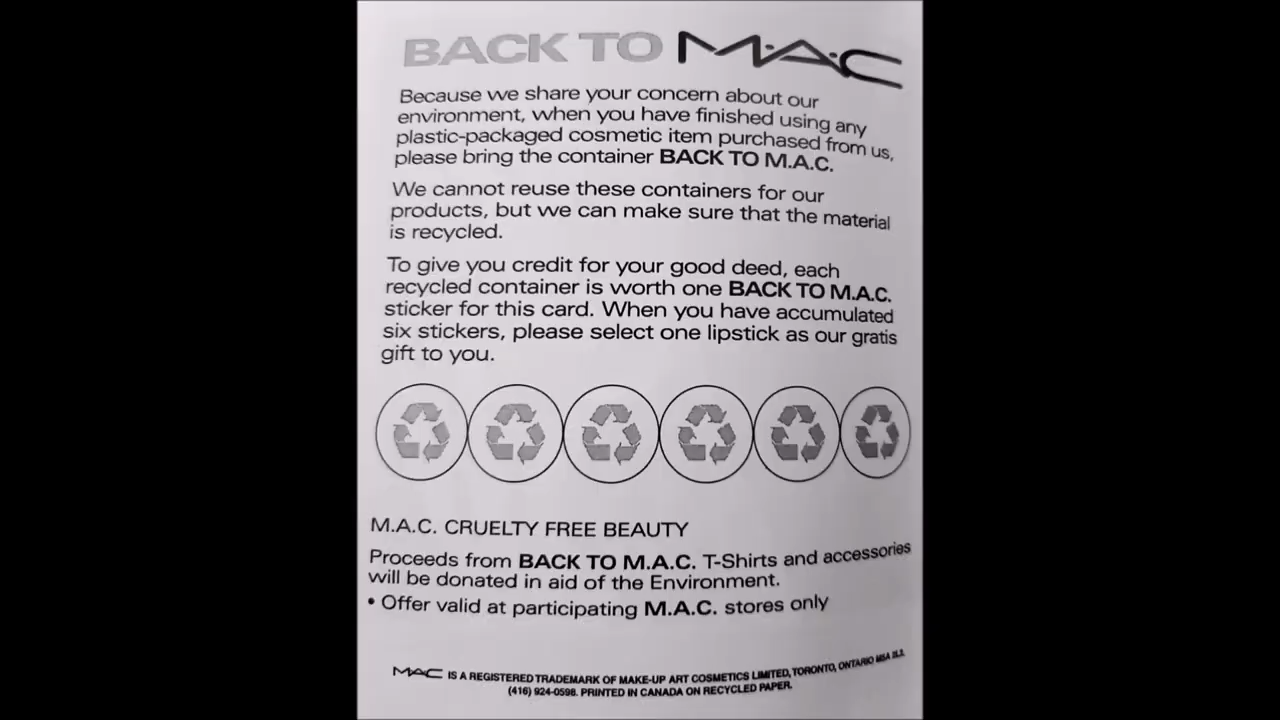 BACK TO M·A·C
Because we share your concern about our
environment, when you have finished using any
plastic-packaged cosmetic item purchased from us,
please bring the container BACK TO M.A.C.
We cannot reuse these containers for our
products, but we can make sure that the material
is recycled.
To give you credit for your good deed, each
recycled container is worth one BACK TO M.A.C.
sticker for this card. When you have accumulated
six stickers, please select one lipstick as our gratis
gift to you.
M.A.C. CRUELTY FREE BEAUTY
Proceeds from BACK TO M.A.C. T-Shirts and accessories
will be donated in aid of the Environment.
• Offer valid at participating M.A.C. stores only
M·A·C IS A REGISTERED TRADEMARK OF MAKE-UP ART COSMETICS LIMITED, TORONTO, ONTARIO M5A
(416) 924-0598. PRINTED IN CANADA ON RECYCLED PAPER.